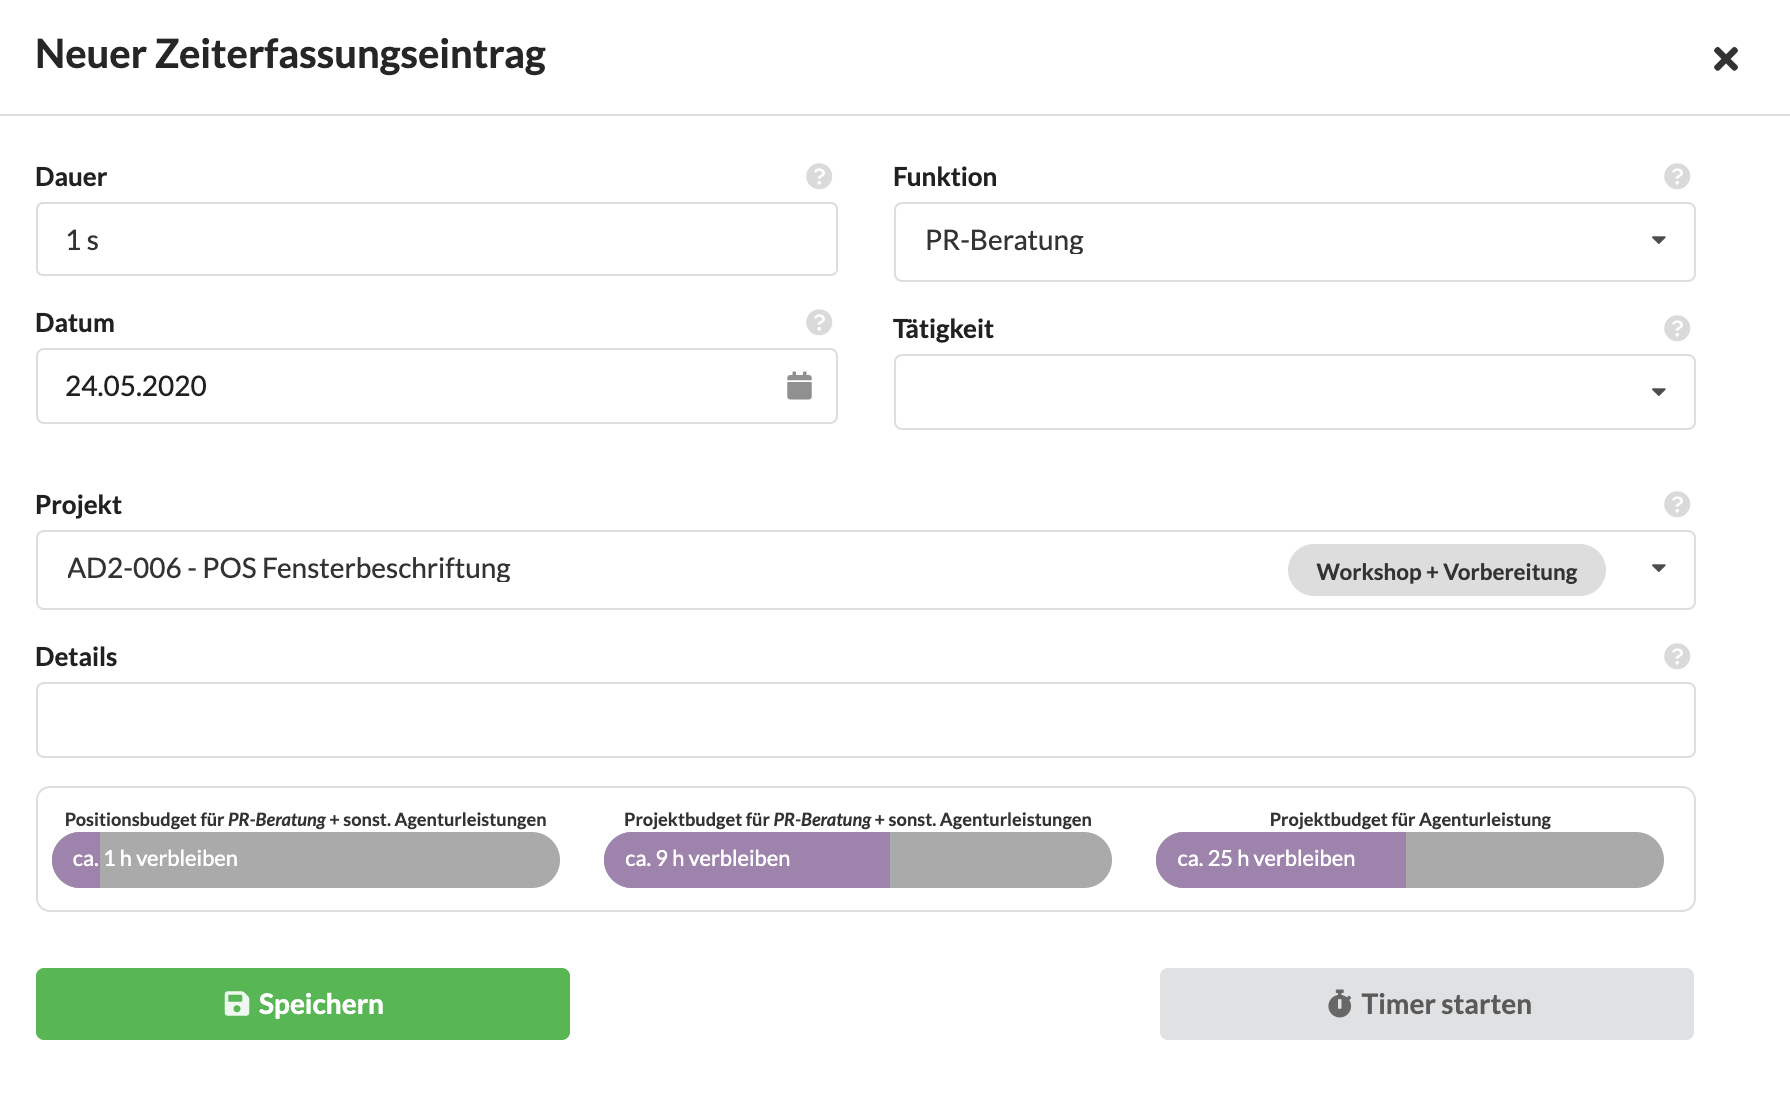 Neuer Zeiterfassungseintrag
Dauer
1 s
Funktion
PR-Beratung
Datum
24.05.2020
Tätigkeit
Projekt
AD2-006 - POS Fensterbeschriftung
Workshop + Vorbereitung
Details
Positionsbudget für PR-Beratung + sonst. Agenturleistungen
ca. 1 h verbleiben
Projektbudget für PR-Beratung + sonst. Agenturleistungen
ca. 9 h verbleiben
Projektbudget für Agenturleistung
ca. 25 h verbleiben
Speichern
Timer starten